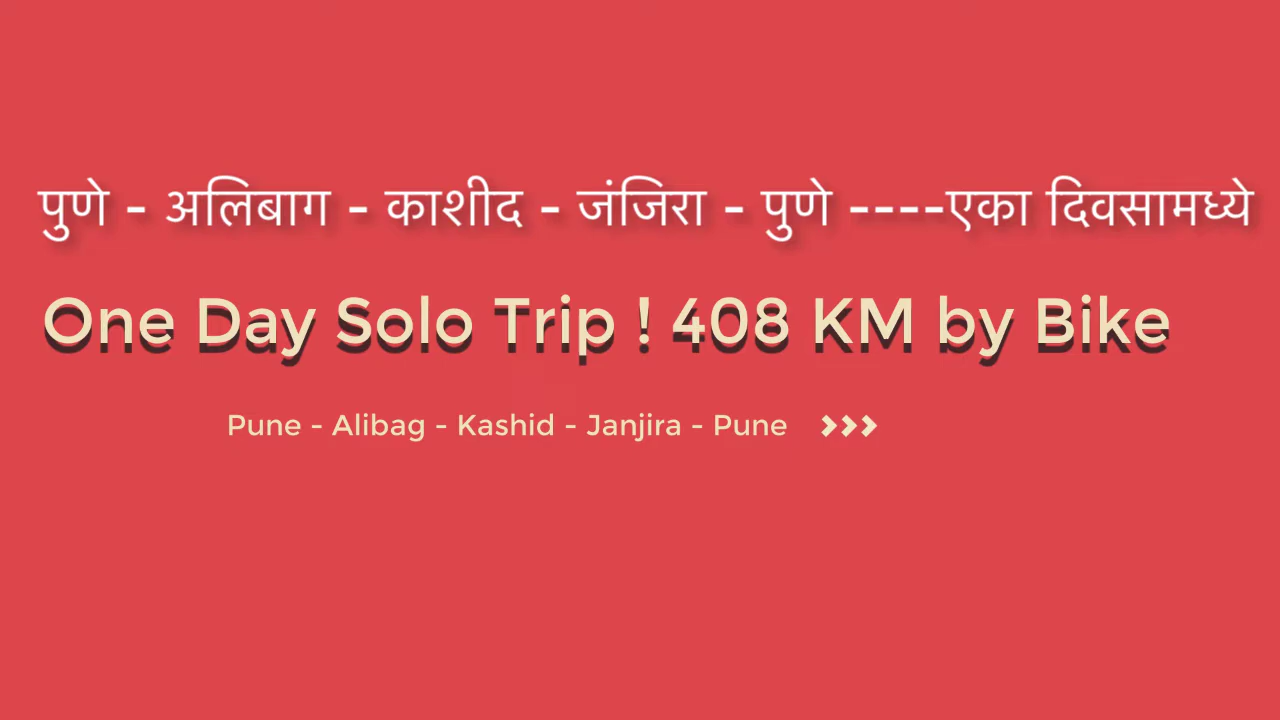 पुणे - अलिबाग - काशीद - जंजिरा - पुणे ----एका दिवसामध्ये
One Day Solo Trip ! 408 KM by Bike
Pune - Alibag - Kashid - Janjira - Pune